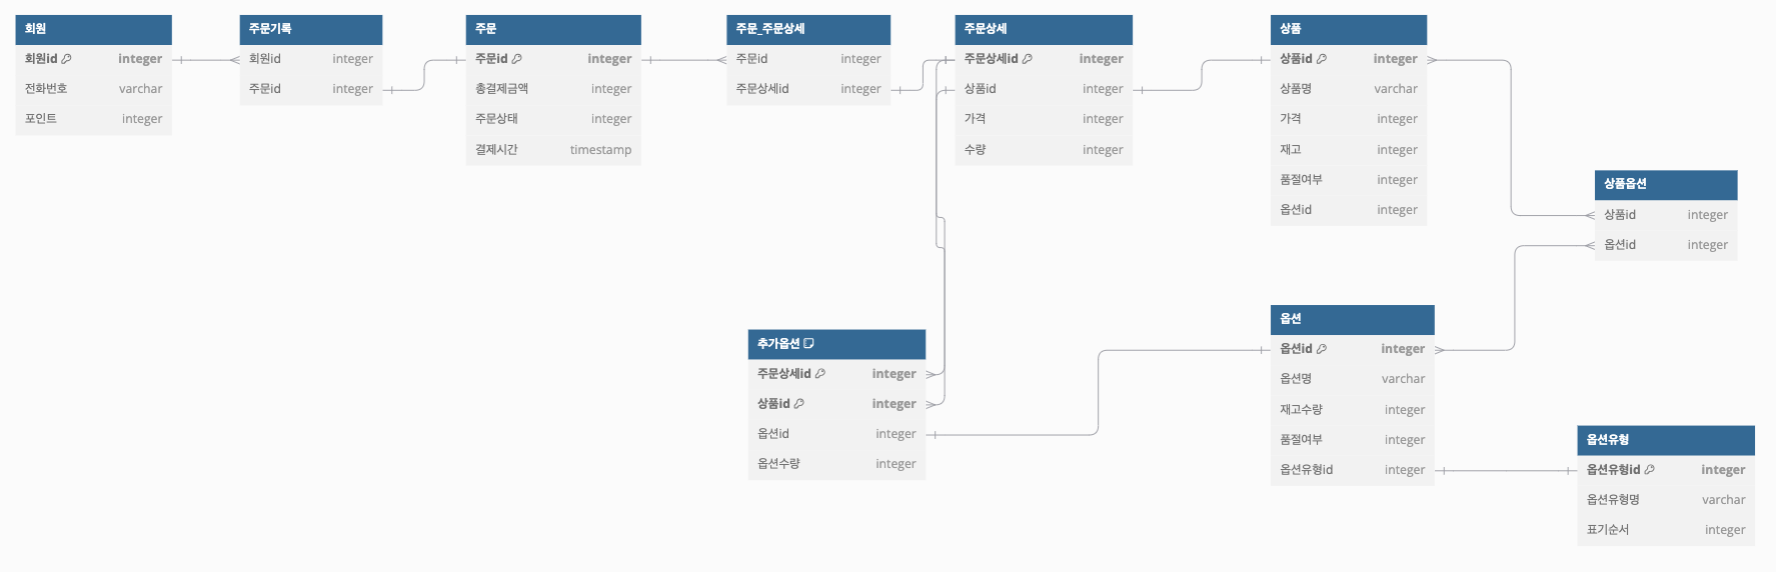 회원
회원id integer
전화번호 varchar
포인트 integer
주문기록
회원id integer
주문id integer
주문
주문id integer
총결제금액 integer
주문상태 integer
결제시간 timestamp
주문_주문상세
주문id integer
주문상세id integer
주문상세
주문상세id integer
상품id integer
가격 integer
수량 integer
상품
상품id integer
상품명 varchar
가격 integer
재고 integer
품절여부 integer
옵션id integer
상품옵션
상품id integer
옵션id integer
추가옵션
주문상세id integer
상품id integer
옵션id integer
옵션수량 integer
옵션
옵션id integer
옵션명 varchar
재고수량 integer
품절여부 integer
옵션유형id integer
옵션유형
옵션유형id integer
옵션유형명 varchar
표기순서 integer